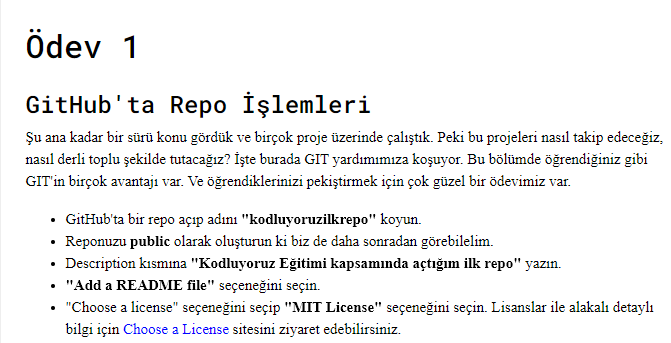 Ödev 1
GitHub'ta Repo İşlemleri
Şu ana kadar bir sürü konu gördük ve birçok proje üzerinde çalıştık. Peki bu projeleri nasıl takip edeceğiz,
nasıl derli toplu şekilde tutacağız? İşte burada GIT yardımımıza koşuyor. Bu bölümde öğrendiğiniz gibi
GIT'in birçok avantajı var. Ve öğrendiklerinizi pekiştirmek için çok güzel bir ödevimiz var.
• GitHub'ta bir repo açıp adını "kodluyoruzilkrepo" koyun.
• Reponuzu public olarak oluşturun ki biz de daha sonradan görebilelim.
• Description kısmına "Kodluyoruz Eğitimi kapsamında açtığım ilk repo" yazın.
• "Add a README file" seçeneğini seçin.
• "Choose a license" seçeneğini seçip "MIT License" seçeneğini seçin. Lisanslar ile alakalı detaylı
bilgi için Choose a License sitesini ziyaret edebilirsiniz.